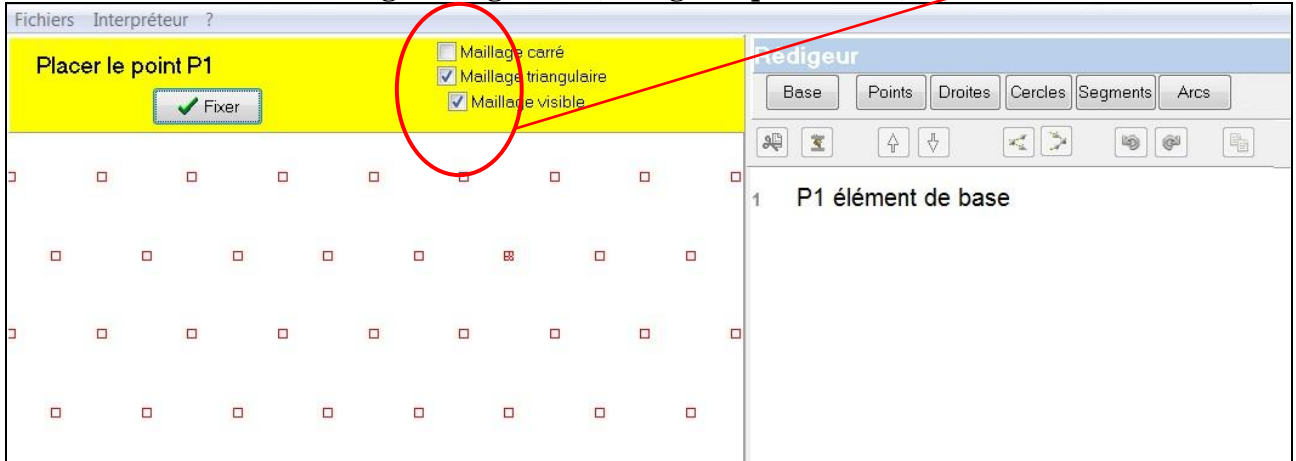 Fichiers Interpréteur ?
Placer le point P1
Fixer
Maillage carré
Maillage triangulaire
Maillage visible
Rédigeur
Base Points Droites Cercles Segments Arcs
1 P1 élément de base